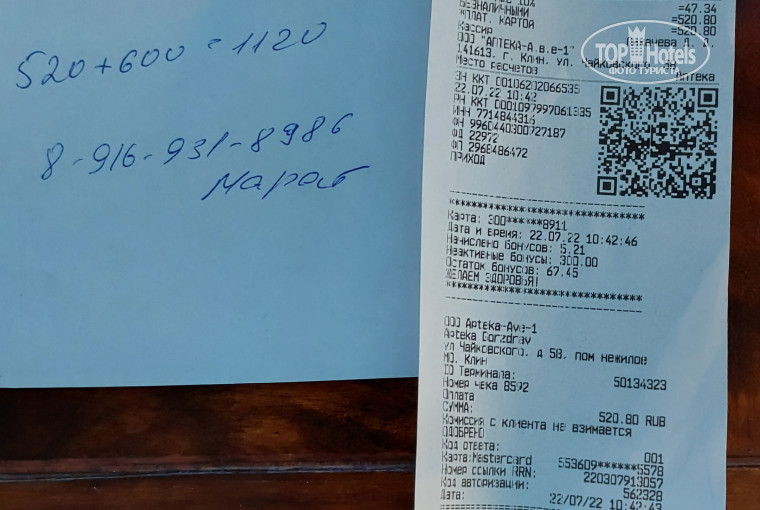 520+600=1120
8-916-931-8986
Марат
=47.34
БЕЗНАЛИЧНЫМИ =520.80
ПЛАТ. КАРТОЙ =520.80
Кассир
ООО "АПТЕКА-А.в.е-1"
141613, г. Клин, ул. Чайковского
Место расчетов Аптека
TOP Hotels
ФОТО ТУРИСТА
ЗН ККТ 00106202066535
22.07.22 10:42
РН ККТ 0001097997061335
ИНН 7714844316
ФН 9960440300727187
ФД 22972
ФП 2968486472
ПРИХОД
Карта: 300******8911
Дата и время: 22.07.22 10:42:46
Начислено бонусов: 5.21
Неактивные бонусы: 300.00
Остаток бонусов: 67.45
ЖЕЛАЕМ ЗДОРОВЬЯ!
ООО Apteka-Ave-1
Apteka Gorzdrav
ул Чайковского, д 58, пом нежилое
МО, Клин
ID Терминала: 50134323
Номер чека 8592
Оплата
СУММА: 520.80 RUB
Комиссия с клиента не взимается
ОДОБРЕНО
Код ответа: 001
Карта:Mastercard 553609******5578
Номер ссылки RRN: 220307913057
Код авторизации: 562328
Дата: 22/07/22 10:42:43